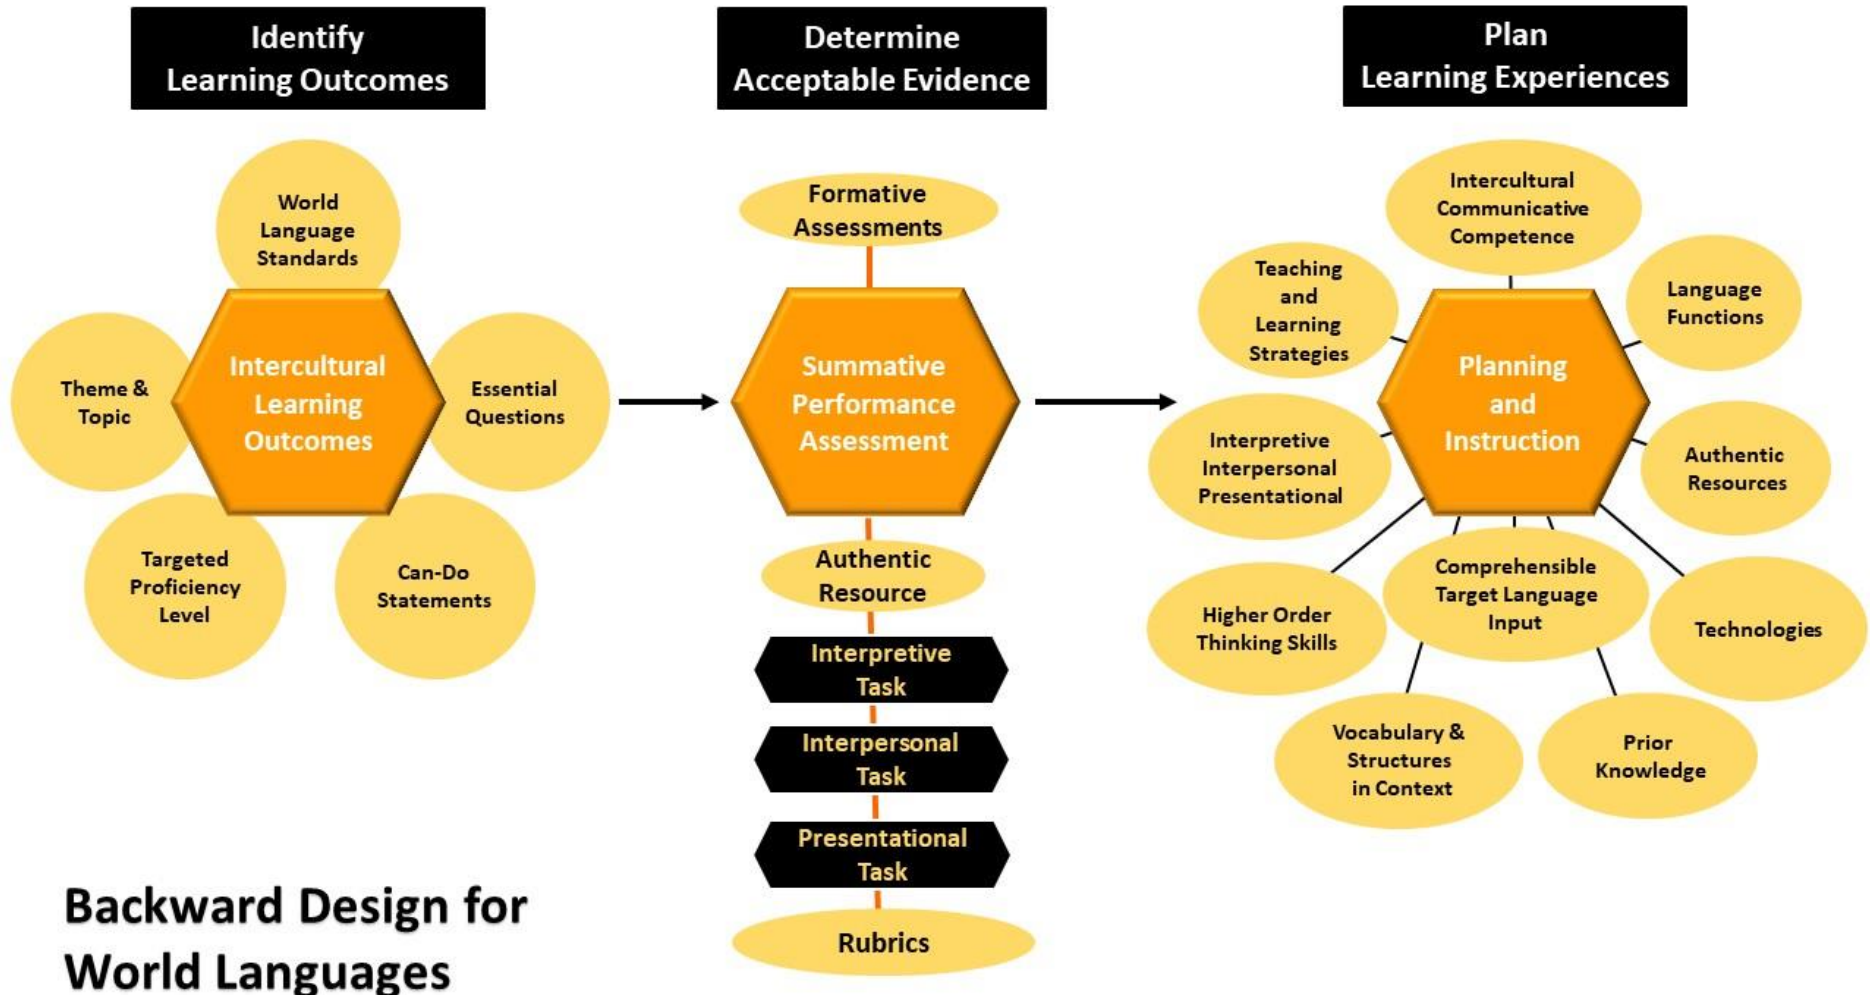 Identify
Learning Outcomes
World
Language
Standards
Theme &
Topic
Intercultural
Learning
Outcomes
Essential
Questions
Targeted
Proficiency
Level
Can-Do
Statements
Determine
Acceptable Evidence
Formative
Assessments
Summative
Performance
Assessment
Authentic
Resource
Interpretive
Task
Interpersonal
Task
Presentational
Task
Rubrics
Plan
Learning Experiences
Intercultural
Communicative
Competence
Teaching
and
Learning
Strategies
Language
Functions
Planning
and
Instruction
Interpretive
Interpersonal
Presentational
Authentic
Resources
Higher Order
Thinking Skills
Comprehensible
Target Language
Input
Technologies
Vocabulary &
Structures
in Context
Prior
Knowledge
Backward Design for
World Languages